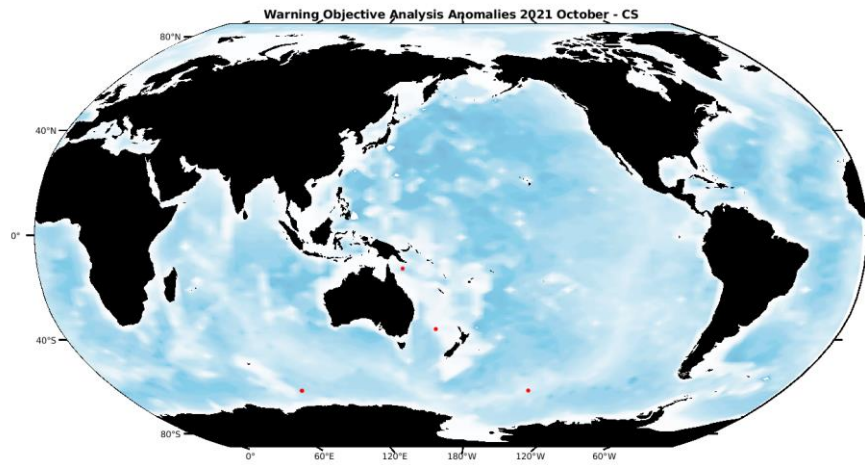 Warning Objective Analysis Anomalies 2021 October - CS
80°N
40°N
0°
40°S
80°S
0° 60°E 120°E 180°W 120°W 60°W